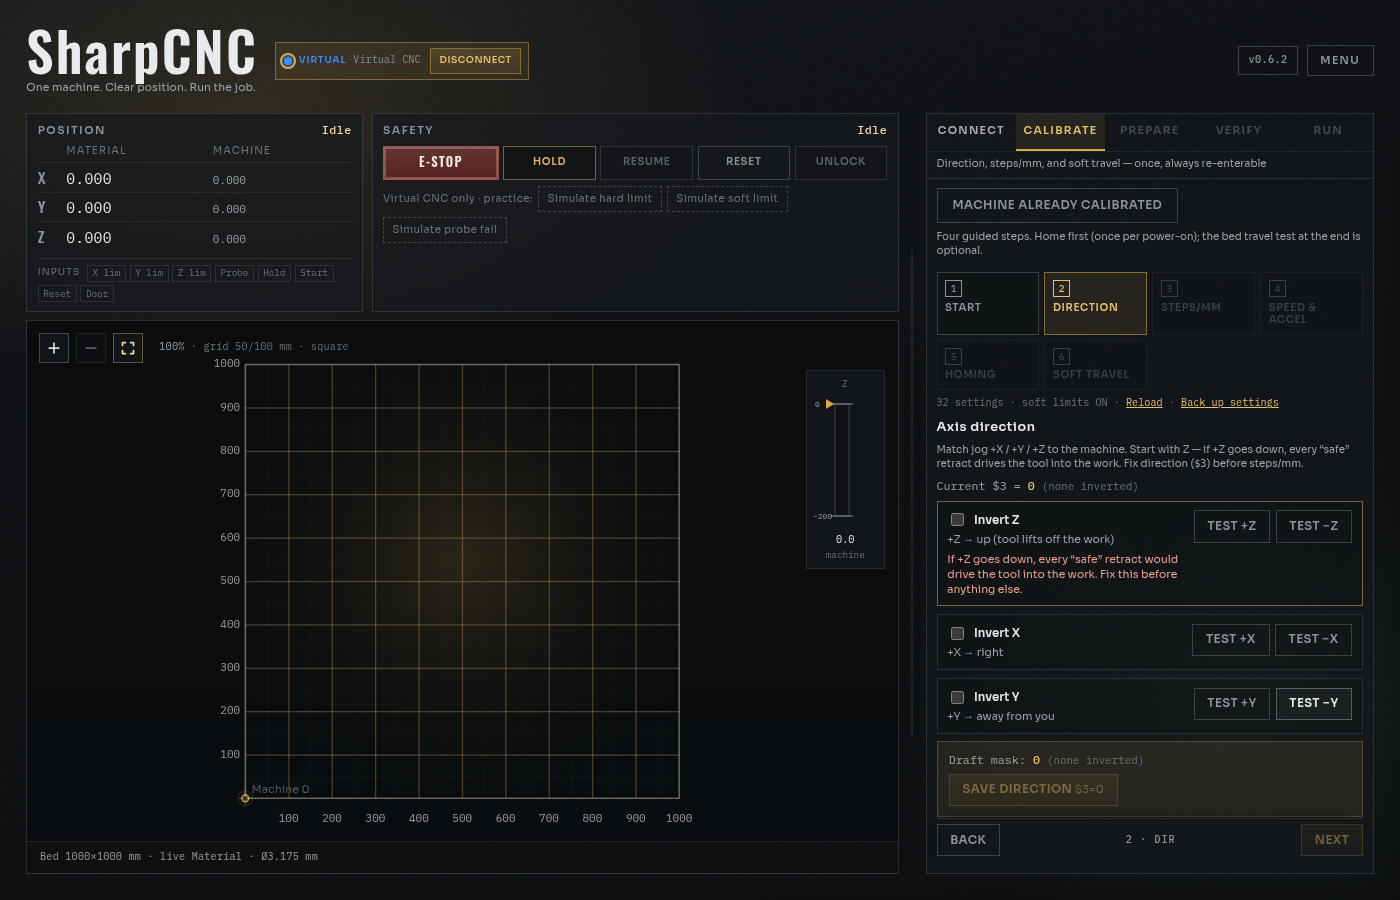 SharpCNC
One machine. Clear position. Run the job.
VIRTUAL Virtual CNC DISCONNECT
v0.6.2 MENU
POSITION Idle
MATERIAL MACHINE
X 0.000 0.000
Y 0.000 0.000
Z 0.000 0.000
INPUTS X lim Y lim Z lim Probe Hold Start
Reset Door
SAFETY Idle
E-STOP HOLD RESUME RESET UNLOCK
Virtual CNC only · practice: Simulate hard limit Simulate soft limit
Simulate probe fail
+ − 100% · grid 50/100 mm · square
1000
900
800
700
600
500
400
300
200
100
Machine 0
100 200 300 400 500 600 700 800 900 1000
Z
0
-200
0.0
machine
Bed 1000×1000 mm · live Material · Ø3.175 mm
CONNECT CALIBRATE PREPARE VERIFY RUN
Direction, steps/mm, and soft travel — once, always re-enterable
MACHINE ALREADY CALIBRATED
Four guided steps. Home first (once per power-on); the bed travel test at the end is
optional.
1 2 3 4
START DIRECTION STEPS/MM SPEED &
ACCEL
5 6
HOMING SOFT TRAVEL
32 settings · soft limits ON · Reload · Back up settings
Axis direction
Match jog +X / +Y / +Z to the machine. Start with Z — if +Z goes down, every “safe”
retract drives the tool into the work. Fix direction ($3) before steps/mm.
Current $3 = 0 (none inverted)
Invert Z TEST +Z TEST −Z
+Z → up (tool lifts off the work)
If +Z goes down, every “safe” retract would
drive the tool into the work. Fix this before
anything else.
Invert X TEST +X TEST −X
+X → right
Invert Y TEST +Y TEST −Y
+Y → away from you
Draft mask: 0 (none inverted)
SAVE DIRECTION $3=0
BACK 2 · DIR NEXT